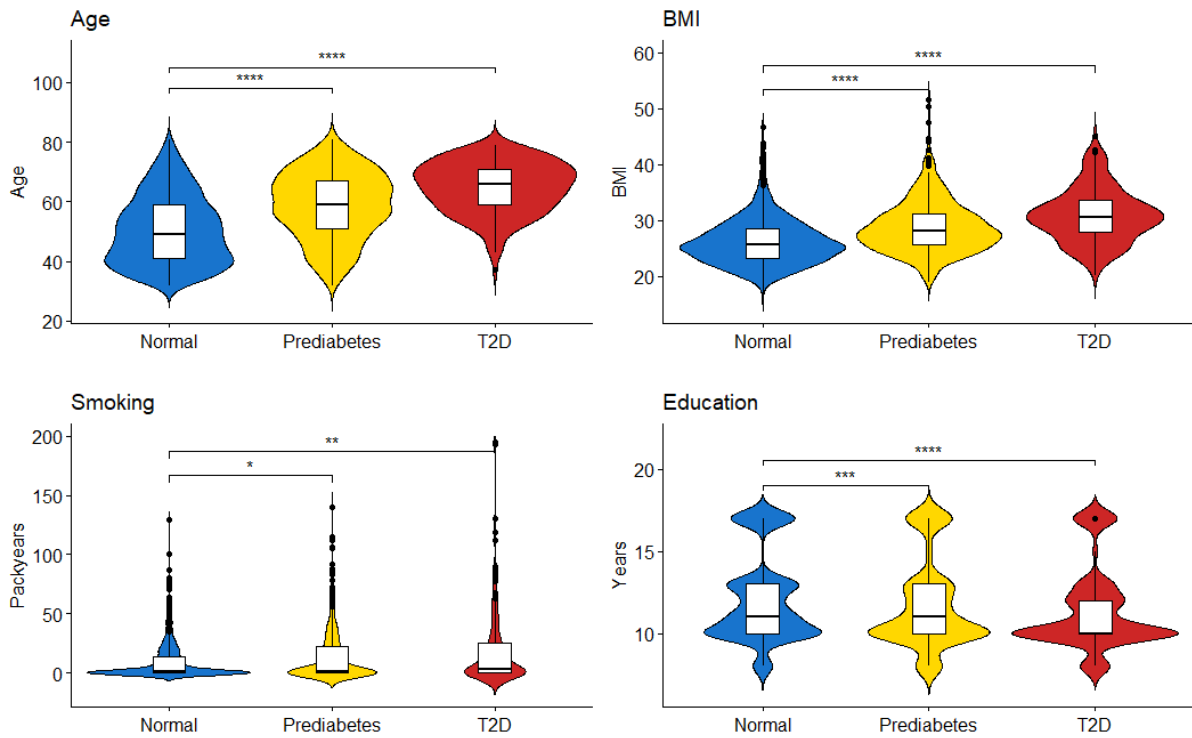 Age
Age
100
80
60
40
20
****
****
Normal Prediabetes T2D
BMI
BMI
60
50
40
30
20
****
****
Normal Prediabetes T2D
Smoking
Packyears
200
150
100
50
0
**
*
Normal Prediabetes T2D
Education
Years
20
15
10
****
***
Normal Prediabetes T2D